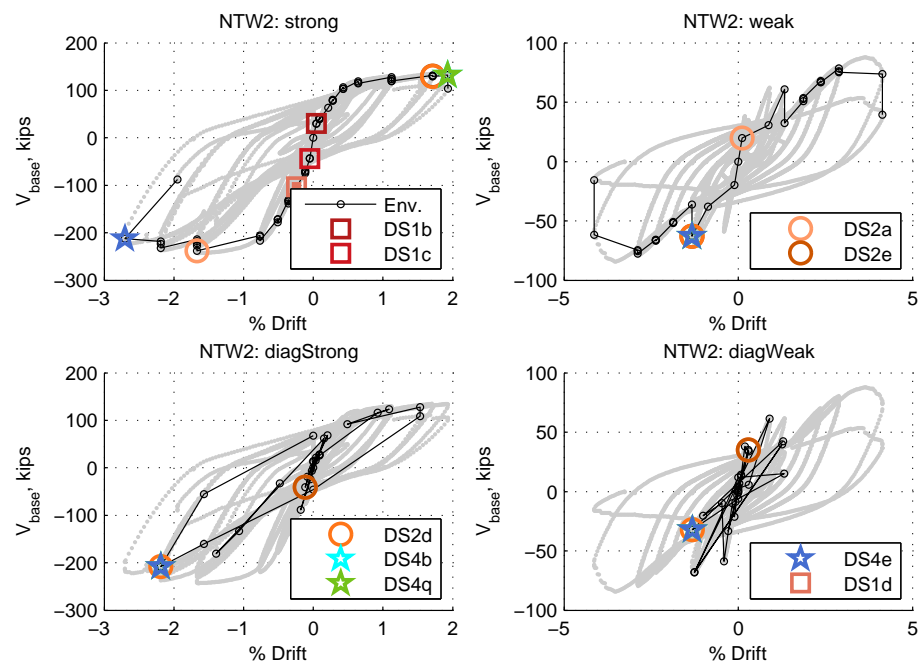 NTW2: strong
200
100
0
−100
−200
−300
V_base, kips
−3
−2
−1
0
1
2
% Drift
Env.
DS1b
DS1c
NTW2: weak
100
50
0
−50
−100
V_base, kips
−5
0
5
% Drift
DS2a
DS2e
NTW2: diagStrong
200
100
0
−100
−200
−300
V_base, kips
−3
−2
−1
0
1
2
% Drift
DS2d
DS4b
DS4q
NTW2: diagWeak
100
50
0
−50
−100
V_base, kips
−5
0
5
% Drift
DS4e
DS1d